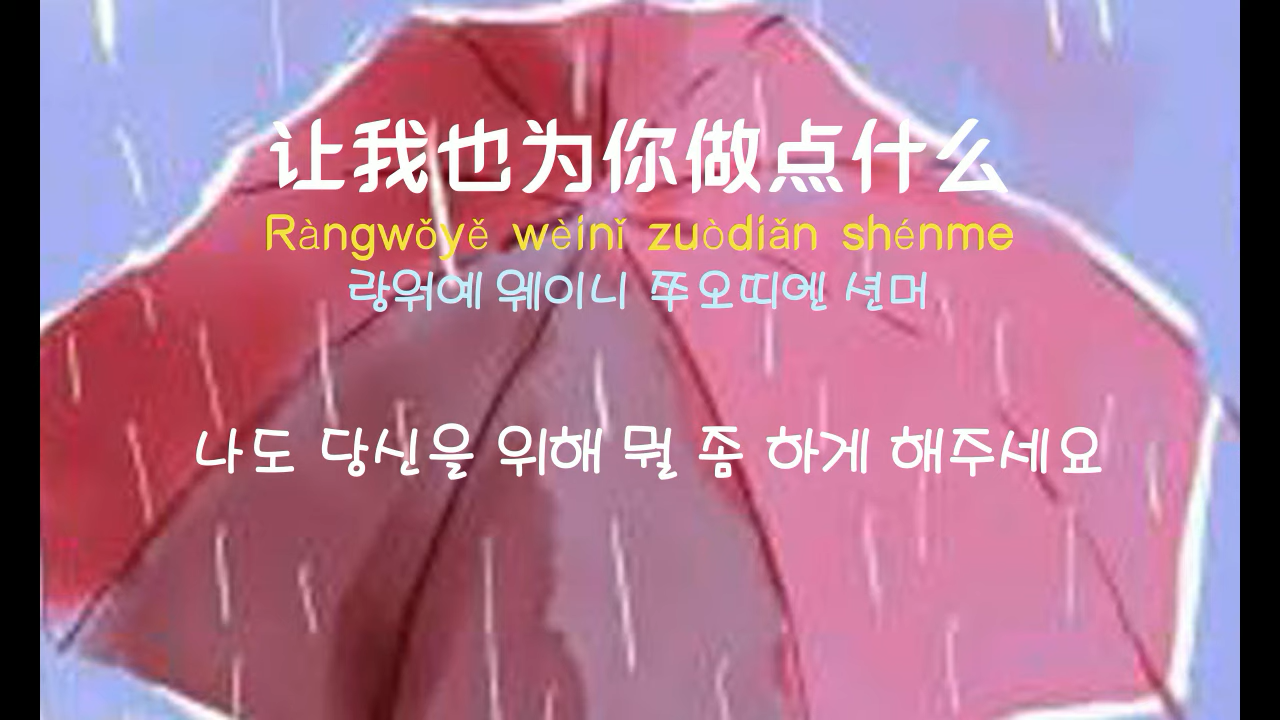 让我也为你做点什么
Ràngwǒyě wèinǐ zuòdiǎn shénme
랑워예 웨이니 쭈오띠엔 션머
나도 당신을 위해 뭘 좀 하게 해주세요